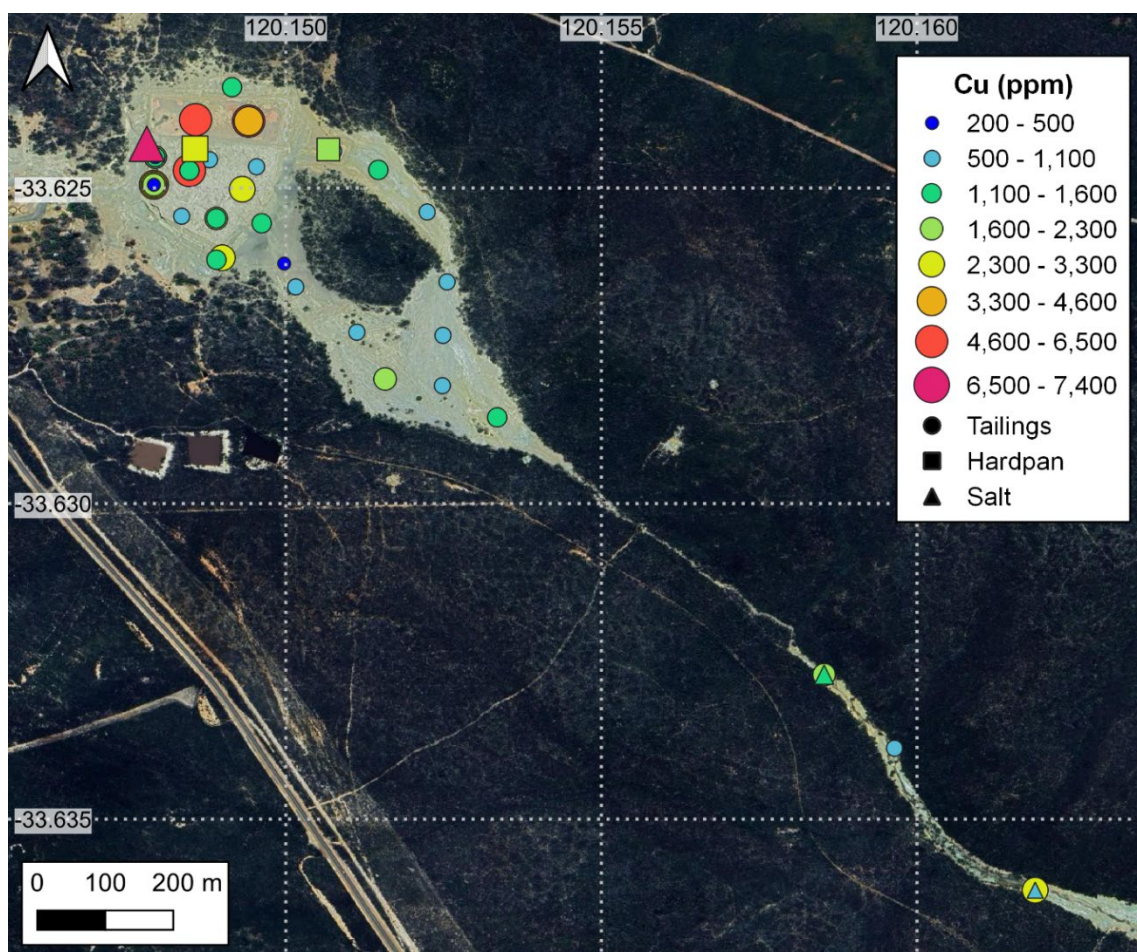 120.150
120.155
120.160
Cu (ppm)
200 - 500
500 - 1,100
1,100 - 1,600
1,600 - 2,300
2,300 - 3,300
3,300 - 4,600
4,600 - 6,500
6,500 - 7,400
Tailings
Hardpan
Salt
-33.625
-33.630
-33.635
0 100 200 m